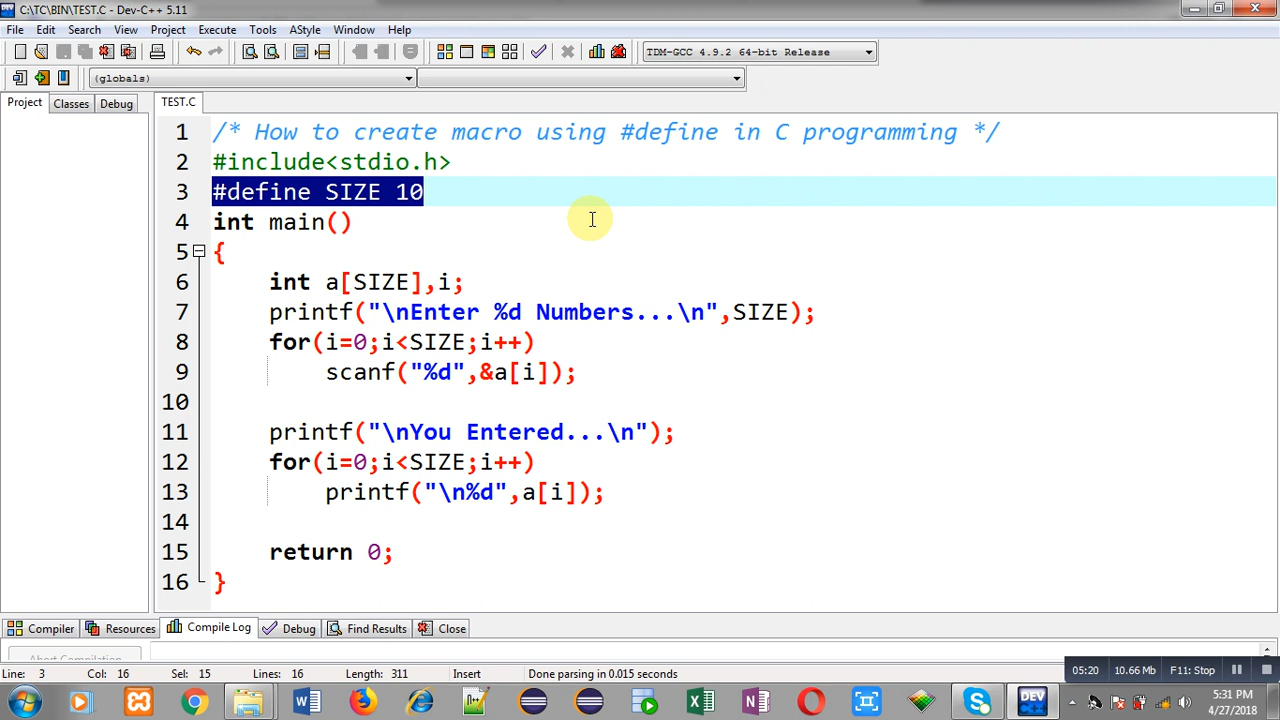 C:\TC\BIN\TEST.C - Dev-C++ 5.11
File Edit Search View Project Execute Tools AStyle Window Help
TDM-GCC 4.9.2 64-bit Release
(globals)
Project Classes Debug TEST.C
1 /* How to create macro using #define in C programming */
2 #include<stdio.h>
3 #define SIZE 10
4 int main()
5 {
6 int a[SIZE],i;
7 printf("\nEnter %d Numbers...\n",SIZE);
8 for(i=0;i<SIZE;i++)
9 scanf("%d",&a[i]);
10
11 printf("\nYou Entered...\n");
12 for(i=0;i<SIZE;i++)
13 printf("\n%d",a[i]);
14
15 return 0;
16 }
Compiler Resources Compile Log Debug Find Results Close
Abort Compilation
Line: 3 Col: 16 Sel: 15 Lines: 16 Length: 311 Insert Done parsing in 0.015 seconds
05:20 10.66 Mb F11: Stop
DEV
5:31 PM
4/27/2018